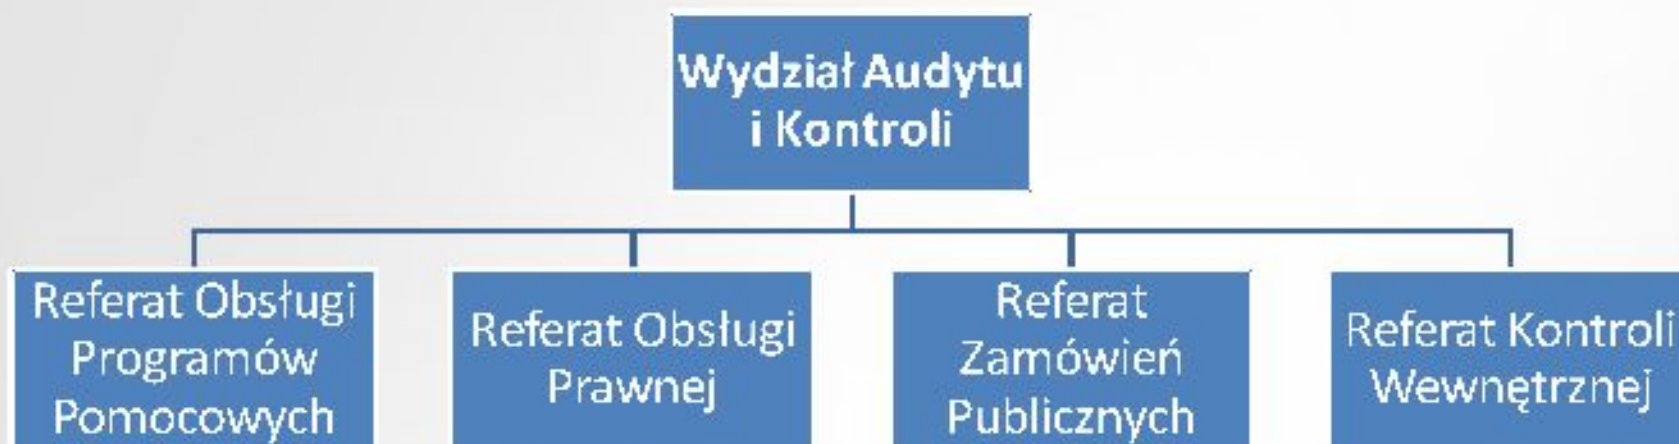 Wydział Audytu
i Kontroli
Referat Obsługi
Programów
Pomocowych
Referat Obsługi
Prawnej
Referat
Zamówień
Publicznych
Referat Kontroli
Wewnętrznej